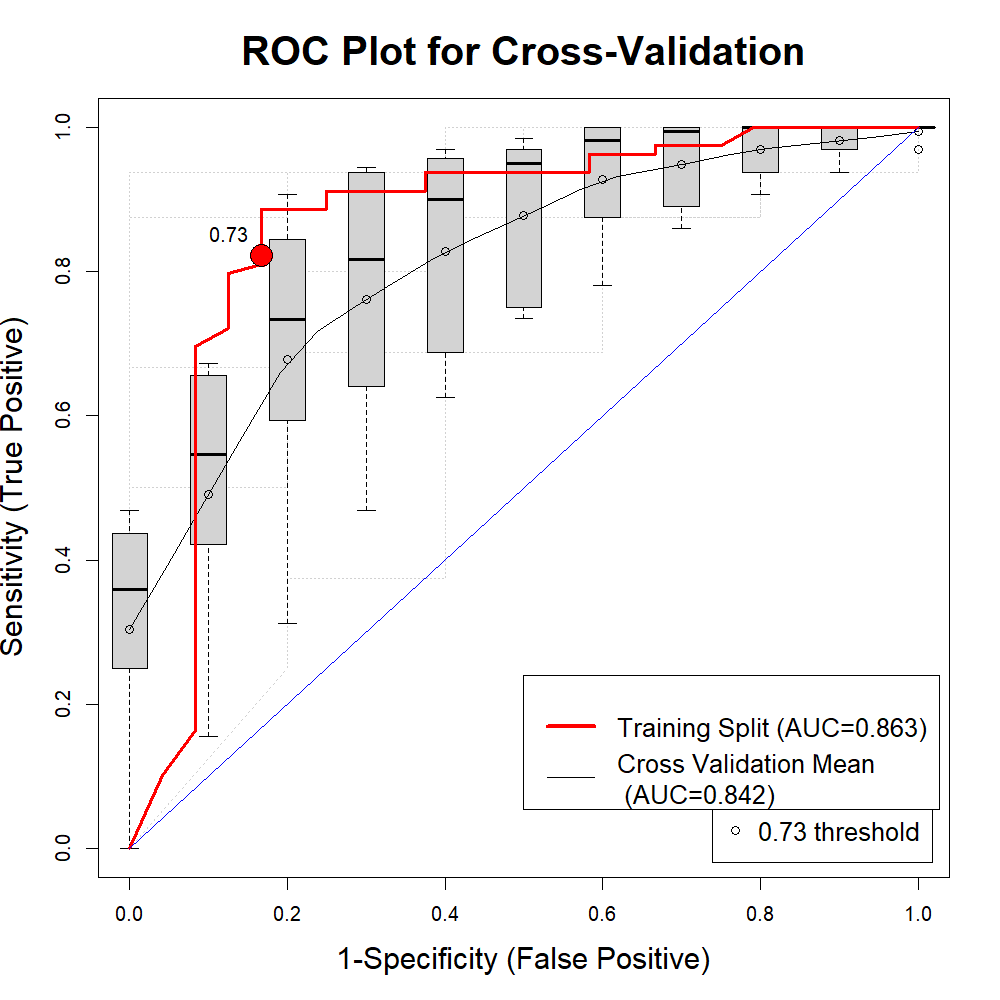 ROC Plot for Cross-Validation
Sensitivity (True Positive)
1.0
0.8
0.6
0.4
0.2
0.0
0.73
Training Split (AUC=0.863)
Cross Validation Mean
(AUC=0.842)
0.73 threshold
0.0 0.2 0.4 0.6 0.8 1.0
1-Specificity (False Positive)